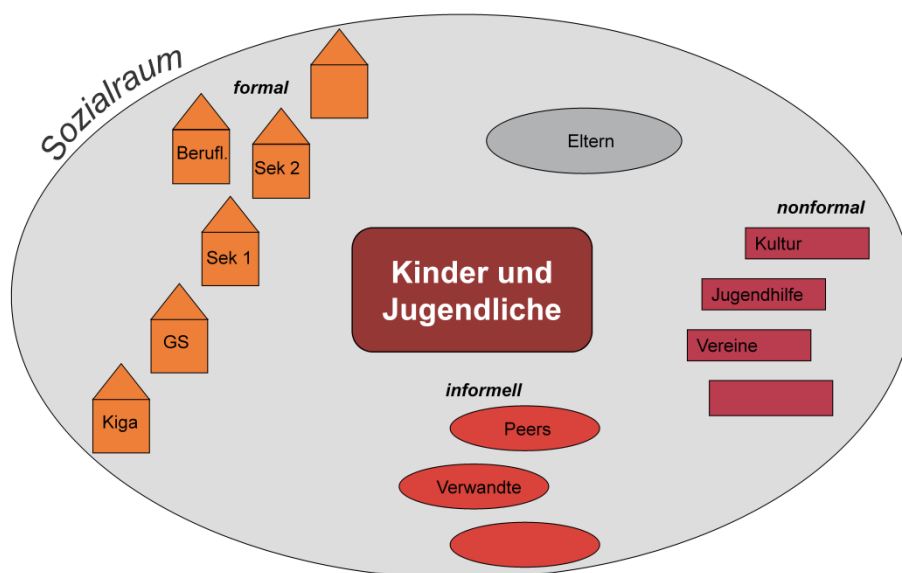 Sozialraum
formal
Berufl.
Sek 2
Sek 1
GS
Kiga
Eltern
Kinder und
Jugendliche
nonformal
Kultur
Jugendhilfe
Vereine
informell
Peers
Verwandte